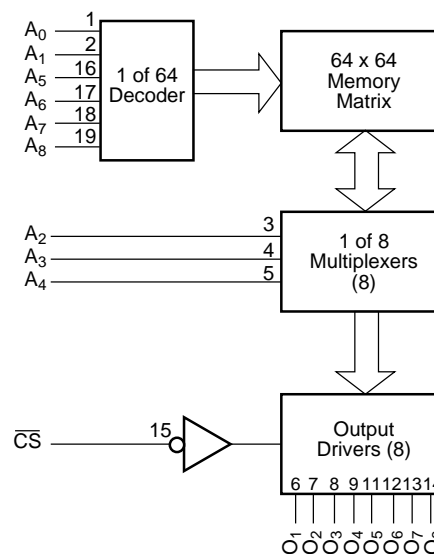 A0 1
A1 2
A5 16
A6 17
A7 18
A8 19
1 of 64
Decoder
64 x 64
Memory
Matrix
A2 3
A3 4
A4 5
1 of 8
Multiplexers
(8)
CS 15
Output
Drivers (8)
6 7 8 9 11 12 13 14
O1 O2 O3 O4 O5 O6 O7